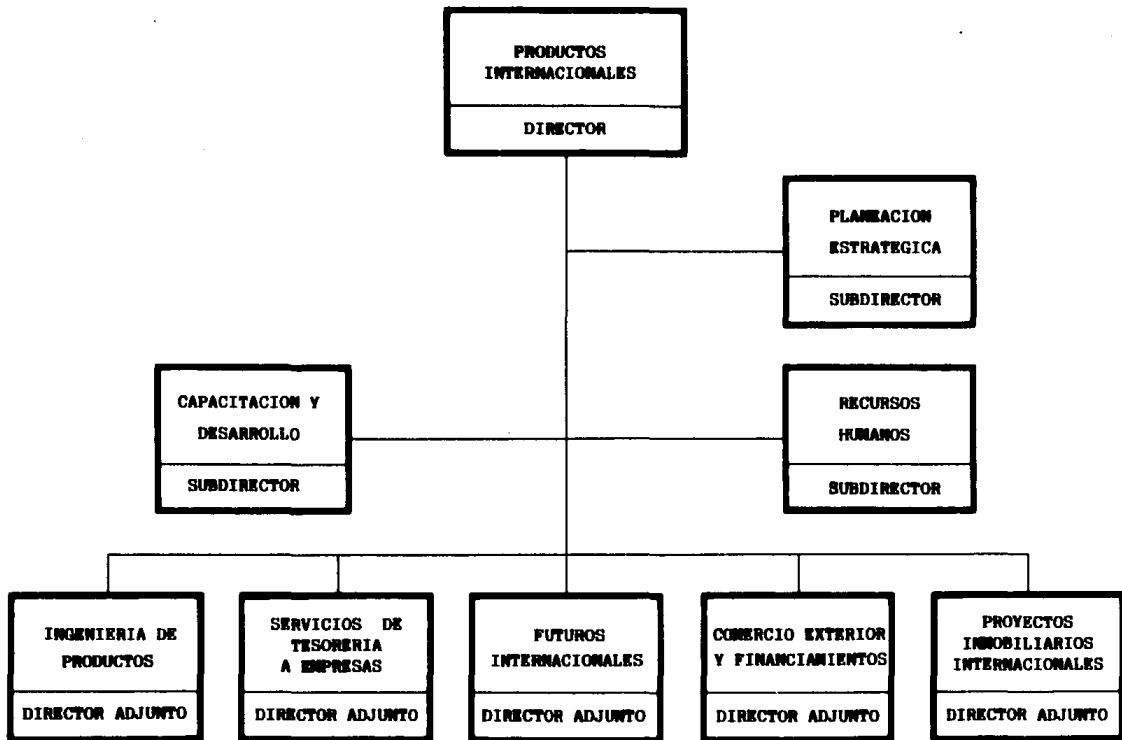 PRODUCTOS
INTERNACIONALES
DIRECTOR
PLANEACION
ESTRATEGICA
SUBDIRECTOR
CAPACITACION Y
DESARROLLO
SUBDIRECTOR
RECURSOS
HUMANOS
SUBDIRECTOR
INGENIERIA DE
PRODUCTOS
DIRECTOR ADJUNTO
SERVICIOS DE
TESORERIA
A EMPRESAS
DIRECTOR ADJUNTO
FUTUROS
INTERNACIONALES
DIRECTOR ADJUNTO
COMERCIO EXTERIOR
Y FINANCIAMIENTOS
DIRECTOR ADJUNTO
PROYECTOS
INMOBILIARIOS
INTERNACIONALES
DIRECTOR ADJUNTO